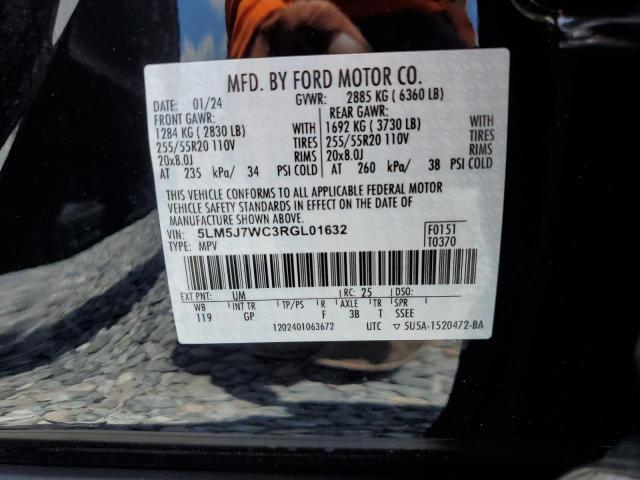 MFD. BY FORD MOTOR CO.
DATE: 01/24 GVWR: 2885 KG ( 6360 LB)
FRONT GAWR: REAR GAWR:
1284 KG ( 2830 LB) WITH 1692 KG ( 3730 LB) WITH
255/55R20 110V TIRES 255/55R20 110V TIRES
20x8.0J RIMS 20x8.0J RIMS
AT 235 kPa/ 34 PSI COLD AT 260 kPa/ 38 PSI COLD
THIS VEHICLE CONFORMS TO ALL APPLICABLE FEDERAL MOTOR
VEHICLE SAFETY STANDARDS IN EFFECT ON THE DATE OF
MANUFACTURE SHOWN ABOVE.
VIN: 5LM5J7WC3RGL01632 F0151
TYPE: MPV T0370
EXT PNT: UM RC: 25 DSO:
WB INT TR TP/PS R AXLE TR SPR
119 GP F 3B T SSEE
1202401063672 UTC ▽ 5U5A-1520472-BA